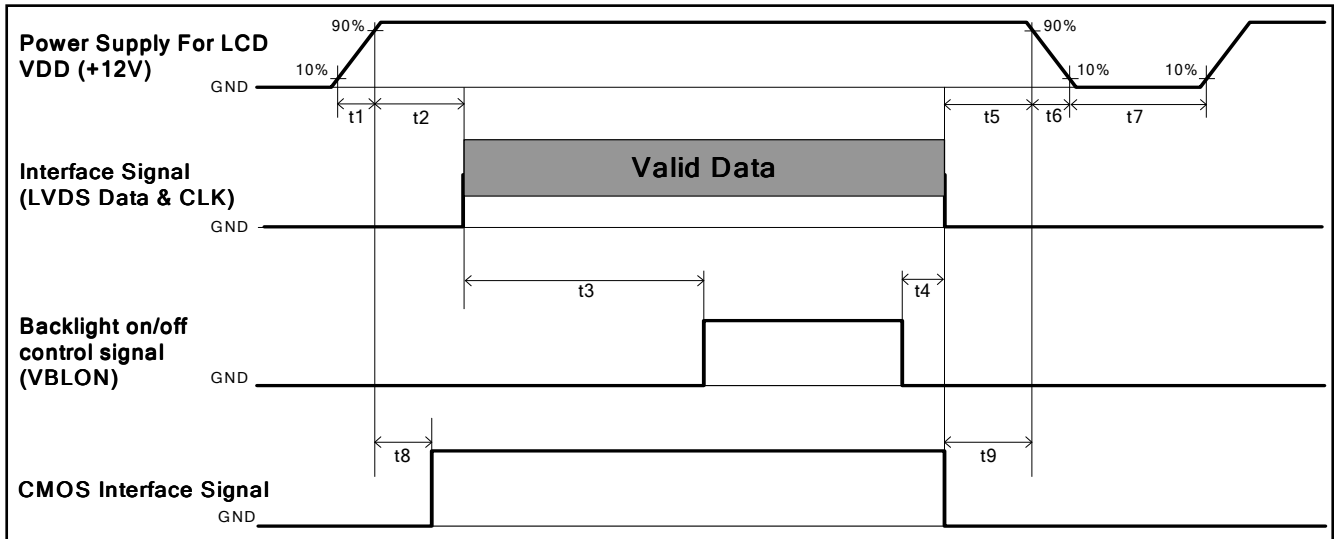 Power Supply For LCD
VDD (+12V)
90%
10%
GND
90%
10%
10%
t1
t2
t5
t6
t7
Interface Signal
(LVDS Data & CLK)
GND
Valid Data
t3
t4
Backlight on/off
control signal
(VBLON)
GND
t8
t9
CMOS Interface Signal
GND